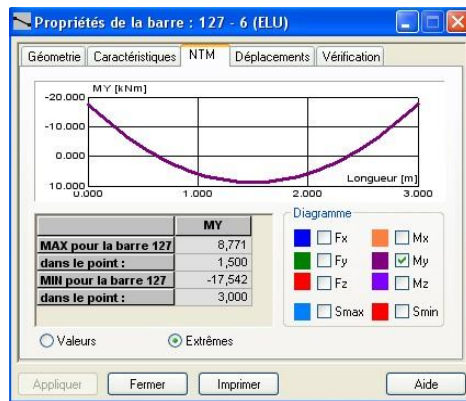 Propriétés de la barre : 127 - 6 (ELU)
Géometrie Caractéristiques NTM Déplacements Vérification
MY [kNm]
-20.000
-10.000
0.000
Longueur [m]
10.000
0.000 1.000 2.000 3.000
MY
MAX pour la barre 127 8,771
dans le point : 1,500
MIN pour la barre 127 -17,542
dans le point : 3,000
Diagramme
Fx Mx
Fy My
Fz Mz
Smax Smin
Valeurs Extrêmes
Appliquer Fermer Imprimer Aide